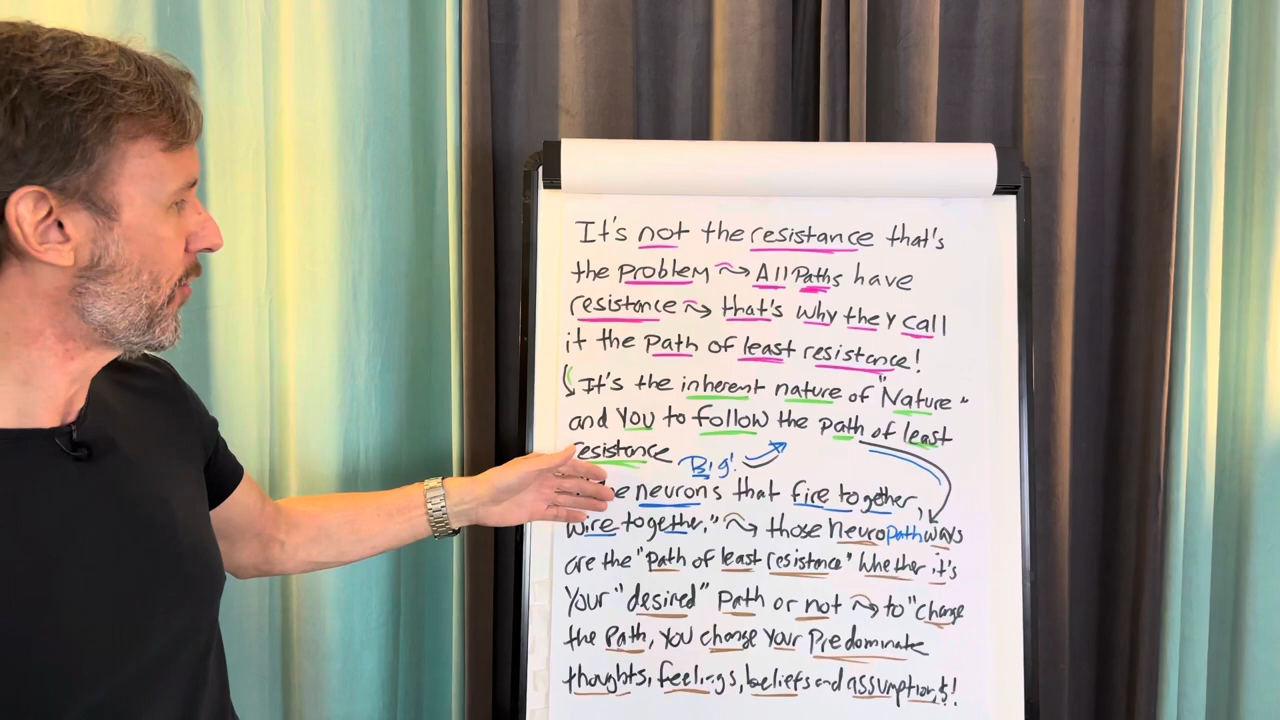 It's not the resistance that's
the problem ⤳ All Paths have
resistance ⤳ that's why they call
it the Path of least resistance!
It's the inherent nature of "Nature"
and You to follow the path of least
resistance Big!
neurons that fire together,
wire together," ⤳ those NeuroPathways
are the "Path of least resistance" Whether it's
Your "desired" Path or not ⤳ to "change
the Path, You change Your Predominate
thoughts, feelings, beliefs and assumptions!